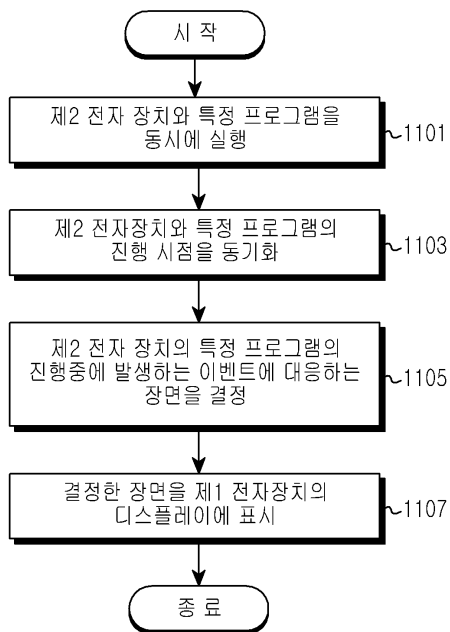 시 작
제2 전자 장치와 특정 프로그램을
동시에 실행
1101
제2 전자장치와 특정 프로그램의
진행 시점을 동기화
1103
제2 전자 장치의 특정 프로그램의
진행중에 발생하는 이벤트에 대응하는
장면을 결정
1105
결정한 장면을 제1 전자장치의
디스플레이에 표시
1107
종 료